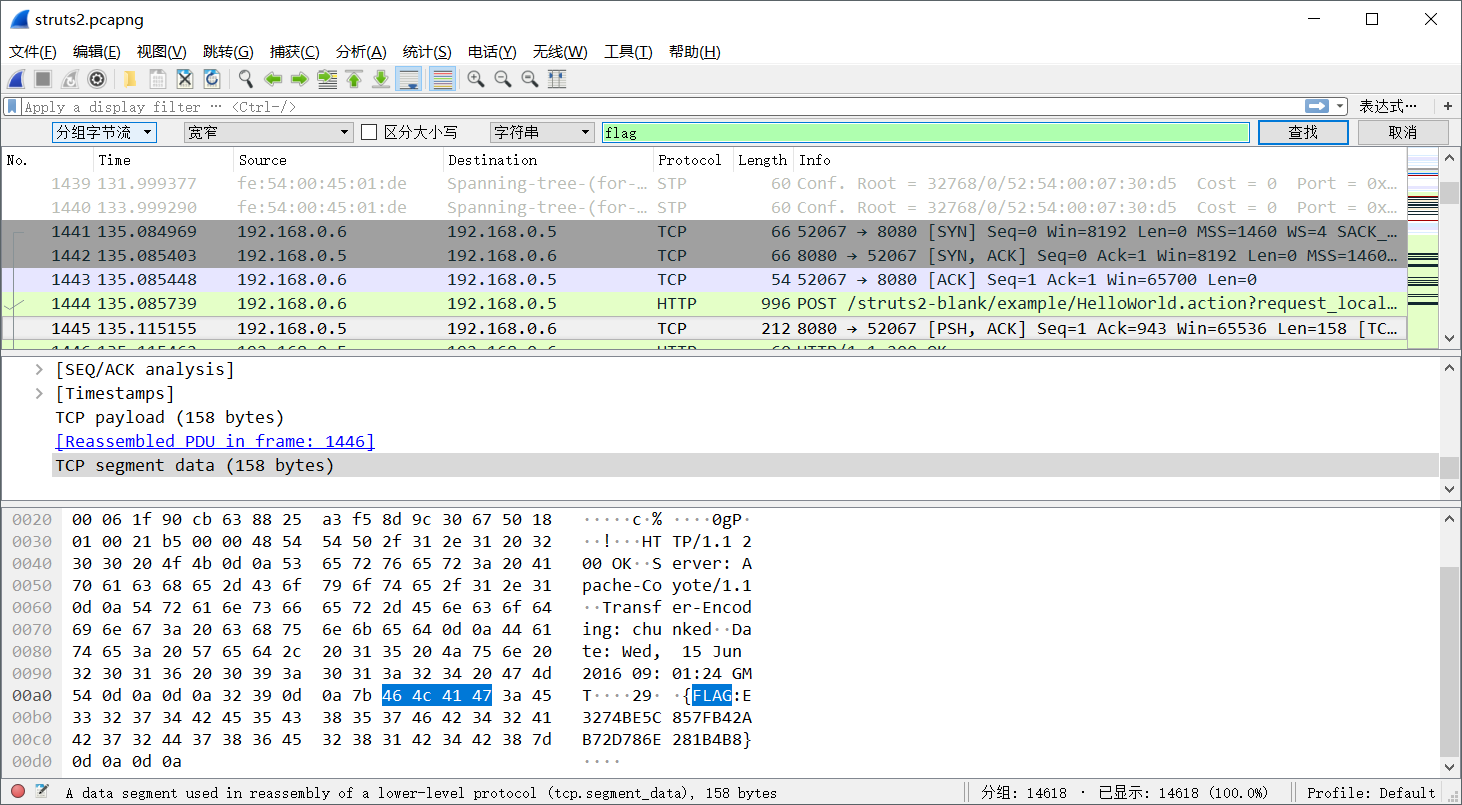 struts2.pcapng
文件(F) 编辑(E) 视图(V) 跳转(G) 捕获(C) 分析(A) 统计(S) 电话(Y) 无线(W) 工具(T) 帮助(H)
Apply a display filter ⋯ <Ctrl-/> 表达式⋯ +
分组字节流 宽窄 区分大小写 字符串 flag 查找 取消
No. Time Source Destination Protocol Length Info
1439 131.999377 fe:54:00:45:01:de Spanning-tree-(for-… STP 60 Conf. Root = 32768/0/52:54:00:07:30:d5 Cost = 0 Port = 0x…
1440 133.999290 fe:54:00:45:01:de Spanning-tree-(for-… STP 60 Conf. Root = 32768/0/52:54:00:07:30:d5 Cost = 0 Port = 0x…
1441 135.084969 192.168.0.6 192.168.0.5 TCP 66 52067 → 8080 [SYN] Seq=0 Win=8192 Len=0 MSS=1460 WS=4 SACK_…
1442 135.085403 192.168.0.5 192.168.0.6 TCP 66 8080 → 52067 [SYN, ACK] Seq=0 Ack=1 Win=8192 Len=0 MSS=1460…
1443 135.085448 192.168.0.6 192.168.0.5 TCP 54 52067 → 8080 [ACK] Seq=1 Ack=1 Win=65700 Len=0
1444 135.085739 192.168.0.6 192.168.0.5 HTTP 996 POST /struts2-blank/example/HelloWorld.action?request_local…
1445 135.115155 192.168.0.5 192.168.0.6 TCP 212 8080 → 52067 [PSH, ACK] Seq=1 Ack=943 Win=65536 Len=158 [TC…
[SEQ/ACK analysis]
[Timestamps]
TCP payload (158 bytes)
[Reassembled PDU in frame: 1446]
TCP segment data (158 bytes)
0020 00 06 1f 90 cb 63 88 25 a3 f5 8d 9c 30 67 50 18 ·····c·% ····0gP·
0030 01 00 21 b5 00 00 48 54 54 50 2f 31 2e 31 20 32 ··!···HT TP/1.1 2
0040 30 30 20 4f 4b 0d 0a 53 65 72 76 65 72 3a 20 41 00 OK··S erver: A
0050 70 61 63 68 65 2d 43 6f 79 6f 74 65 2f 31 2e 31 pache-Co yote/1.1
0060 0d 0a 54 72 61 6e 73 66 65 72 2d 45 6e 63 6f 64 ··Transf er-Encod
0070 69 6e 67 3a 20 63 68 75 6e 6b 65 64 0d 0a 44 61 ing: chu nked··Da
0080 74 65 3a 20 57 65 64 2c 20 31 35 20 4a 75 6e 20 te: Wed, 15 Jun
0090 32 30 31 36 20 30 39 3a 30 31 3a 32 34 20 47 4d 2016 09: 01:24 GM
00a0 54 0d 0a 0d 0a 32 39 0d 0a 7b 46 4c 41 47 3a 45 T····29· ·{FLAG:E
00b0 33 32 37 34 42 45 35 43 38 35 37 46 42 34 32 41 3274BE5C 857FB42A
00c0 42 37 32 44 37 38 36 45 32 38 31 42 34 42 38 7d B72D786E 281B4B8}
00d0 0d 0a 0d 0a ····
A data segment used in reassembly of a lower-level protocol (tcp.segment_data), 158 bytes 分组: 14618 · 已显示: 14618 (100.0%) Profile: Default